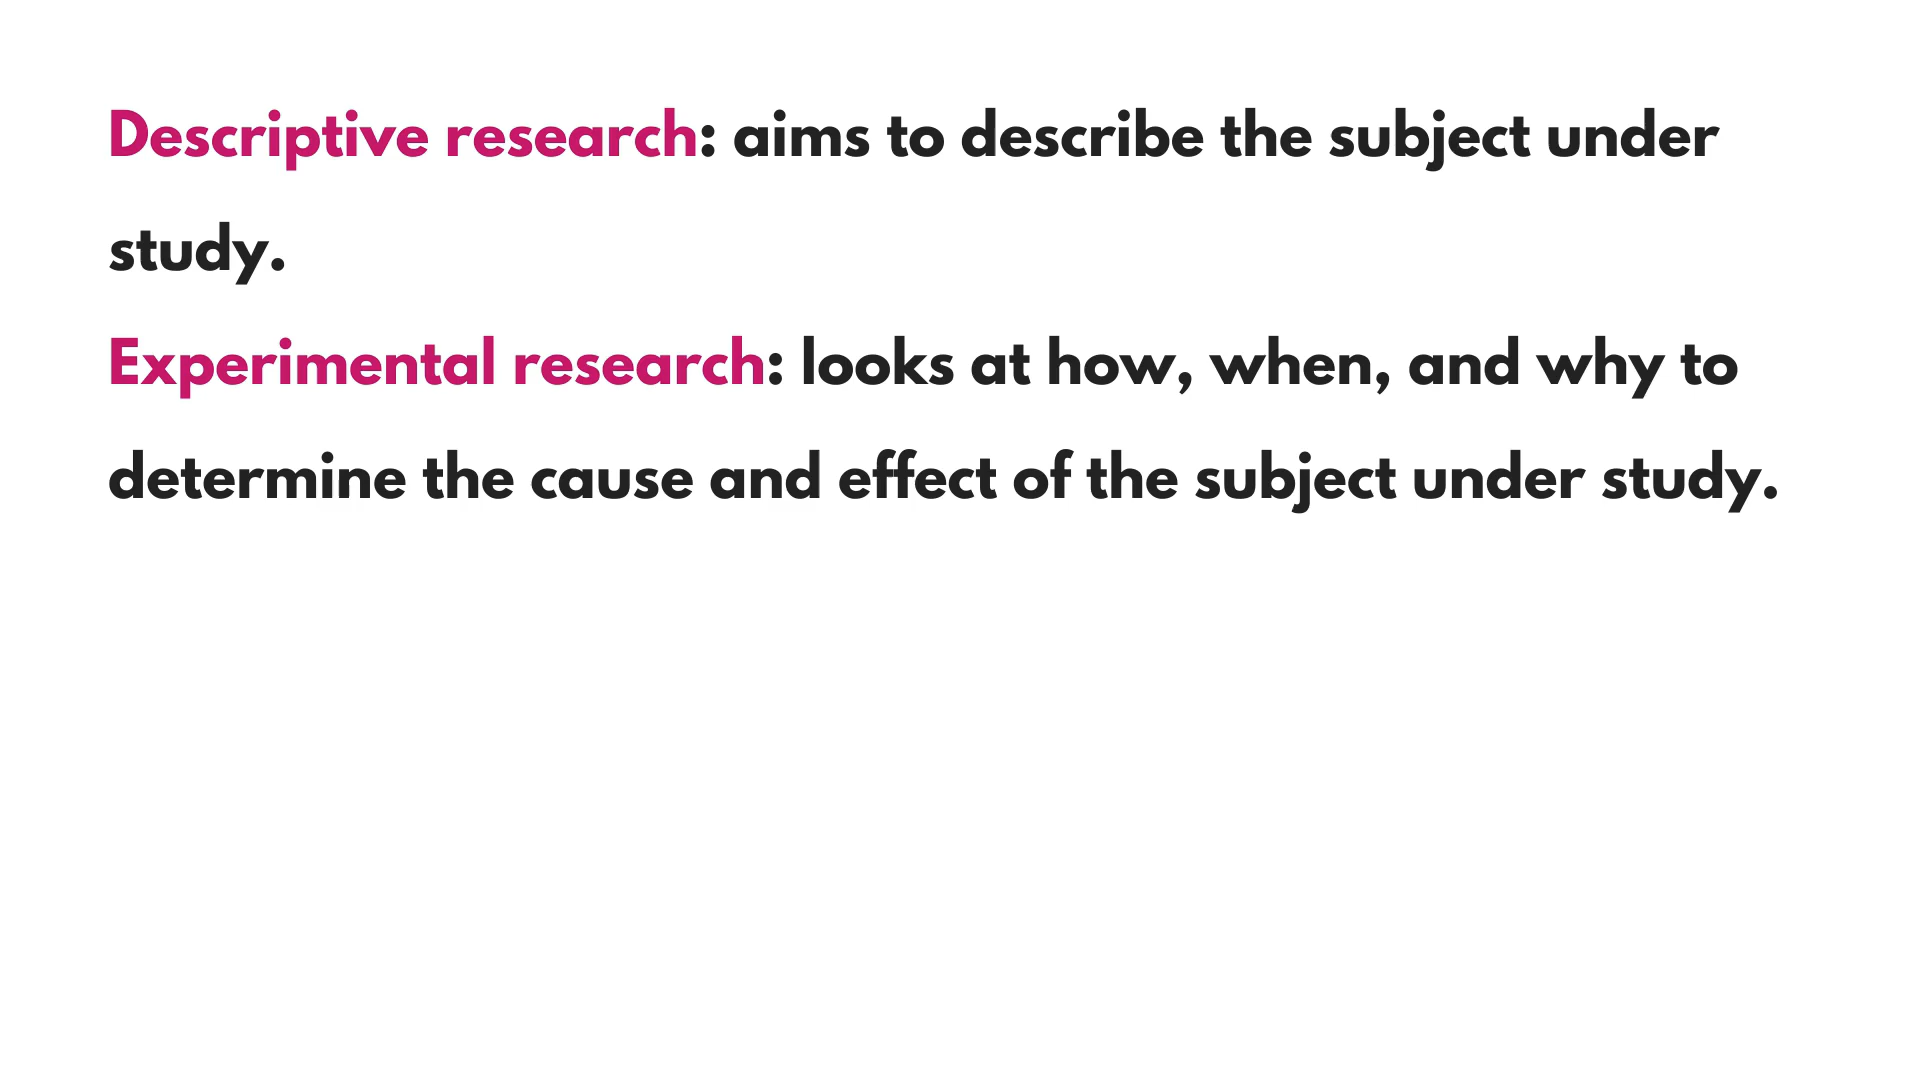 Descriptive research: aims to describe the subject under
study.
Experimental research: looks at how, when, and why to
determine the cause and effect of the subject under study.